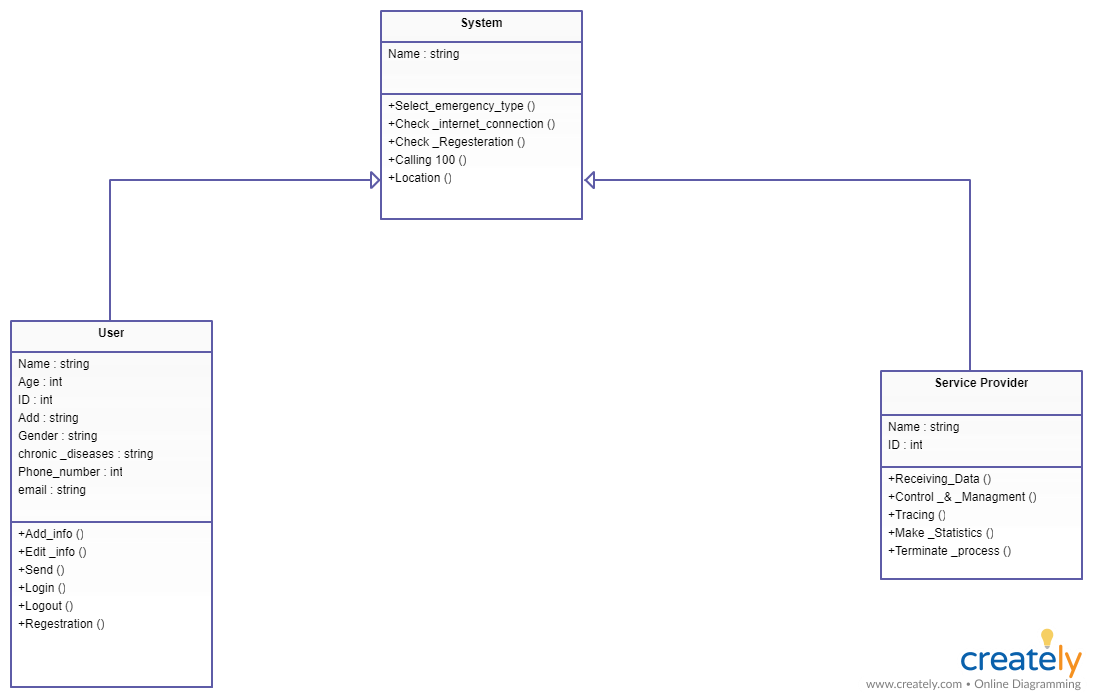 System
Name : string
+Select_emergency_type ()
+Check _internet_connection ()
+Check _Regesteration ()
+Calling 100 ()
+Location ()
User
Name : string
Age : int
ID : int
Add : string
Gender : string
chronic _diseases : string
Phone_number : int
email : string
+Add_info ()
+Edit _info ()
+Send ()
+Login ()
+Logout ()
+Regestration ()
Service Provider
Name : string
ID : int
+Receiving_Data ()
+Control _& _Managment ()
+Tracing ()
+Make _Statistics ()
+Terminate _process ()
creately
www.creately.com • Online Diagramming